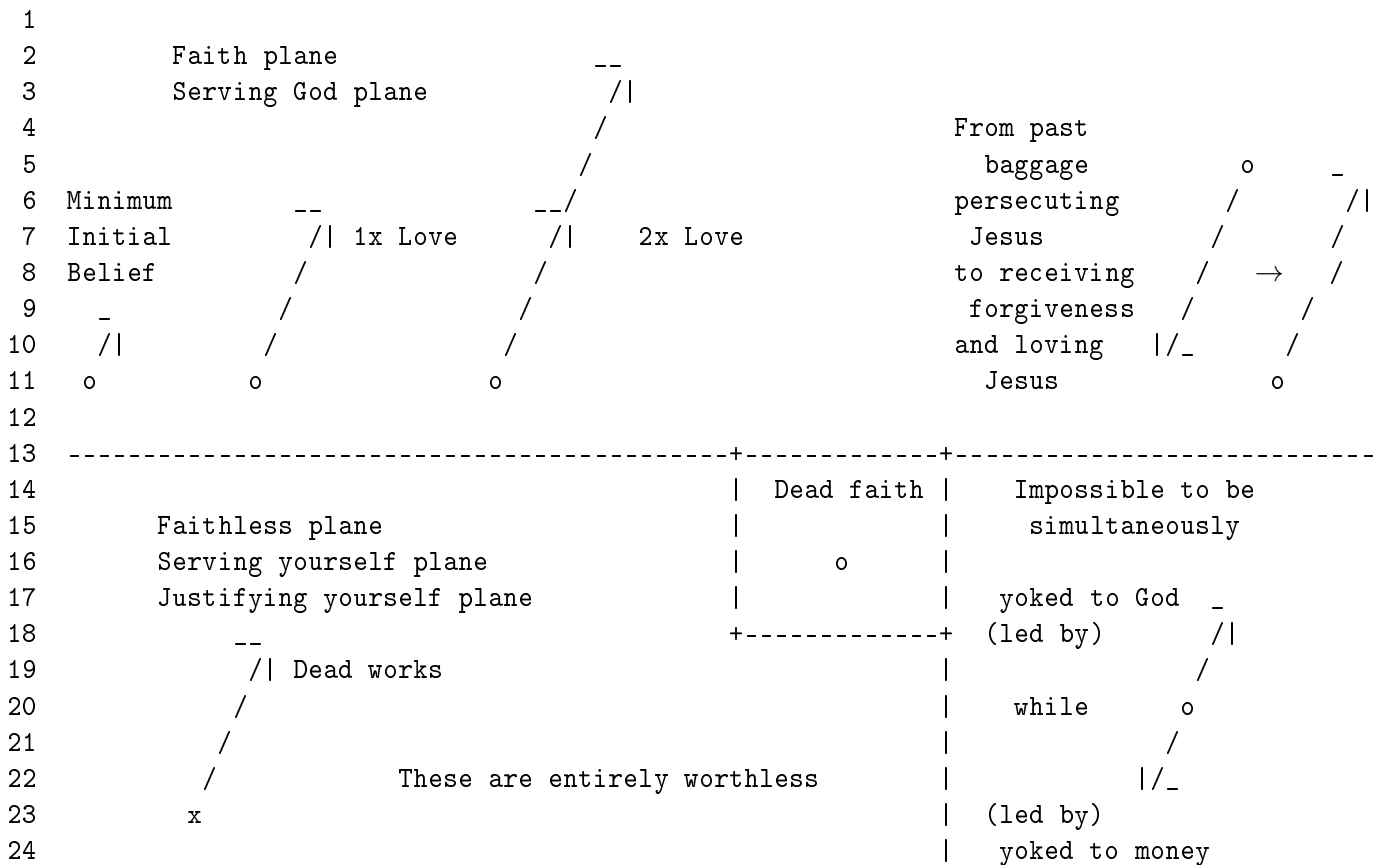 1
2         Faith plane                 __
3         Serving God plane            /|
4                                     /                       From past
5                                    /                          baggage          o     _
6  Minimum        __              __/                         persecuting       /       /|
7  Initial         /| 1x Love      /|    2x Love               Jesus           /       /
8  Belief         /               /                           to receiving    /   →   /
9    _           /               /                             forgiveness   /       /
10   /|         /               /                             and loving   |/_      /
11  o          o               o                                Jesus              o
12
13 --------------------------------------------+-------------+----------------------------
14                                             |  Dead faith |    Impossible to be
15       Faithless plane                       |             |     simultaneously
16       Serving yourself plane                |      o      |
17       Justifying yourself plane             |             |   yoked to God  _
18            __                               +-------------+  (led by)       /|
19             /| Dead works                                 |                /
20            /                                              |    while      o
21           /                                               |              /
22          /            These are entirely worthless        |            |/_
23         x                                                 |  (led by)
24                                                           |   yoked to money